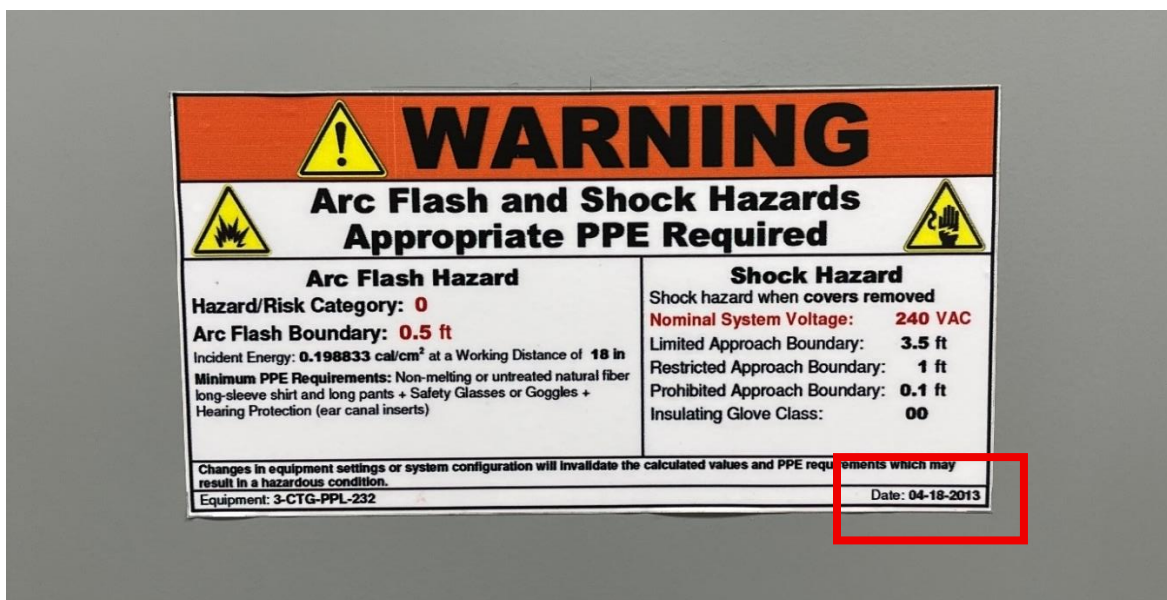 WARNING
Arc Flash and Shock Hazards
Appropriate PPE Required
Arc Flash Hazard
Hazard/Risk Category: 0
Arc Flash Boundary: 0.5 ft
Incident Energy: 0.198833 cal/cm² at a Working Distance of 18 in
Minimum PPE Requirements: Non-melting or untreated natural fiber
long-sleeve shirt and long pants + Safety Glasses or Goggles +
Hearing Protection (ear canal inserts)
Shock Hazard
Shock hazard when covers removed
Nominal System Voltage: 240 VAC
Limited Approach Boundary: 3.5 ft
Restricted Approach Boundary: 1 ft
Prohibited Approach Boundary: 0.1 ft
Insulating Glove Class: 00
Changes in equipment settings or system configuration will invalidate the calculated values and PPE requirements which may
result in a hazardous condition.
Equipment: 3-CTG-PPL-232
Date: 04-18-2013